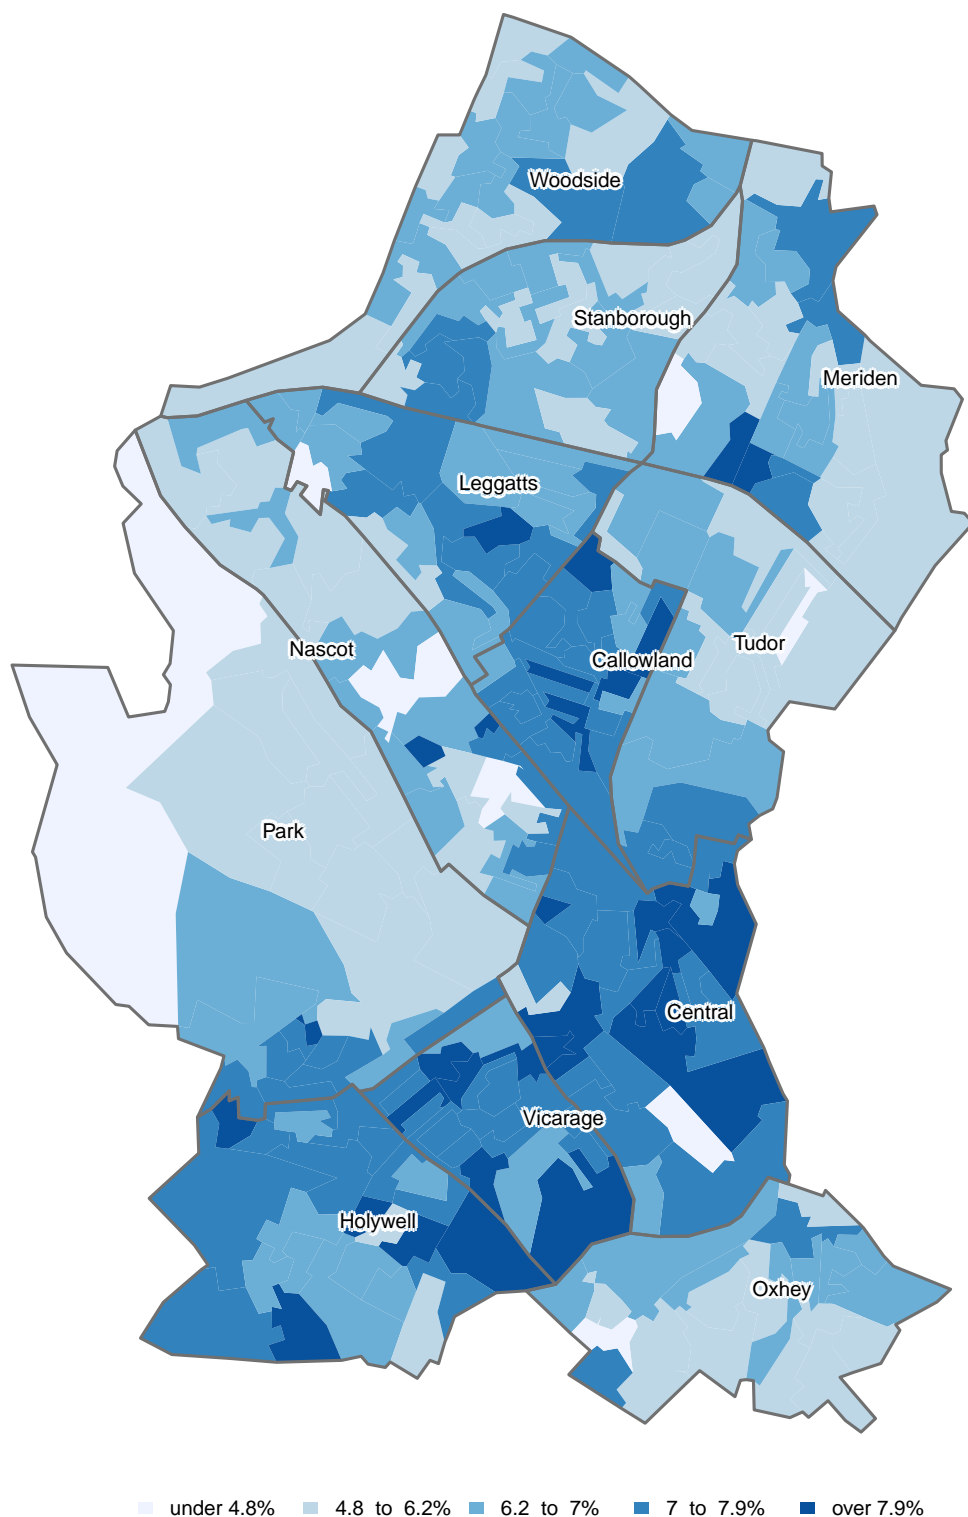 Woodside
Stanborough
Meriden
Leggatts
Tudor
Nascot
Callowland
Park
Central
Vicarage
Holywell
Oxhey
under 4.8% 4.8 to 6.2% 6.2 to 7% 7 to 7.9% over 7.9%